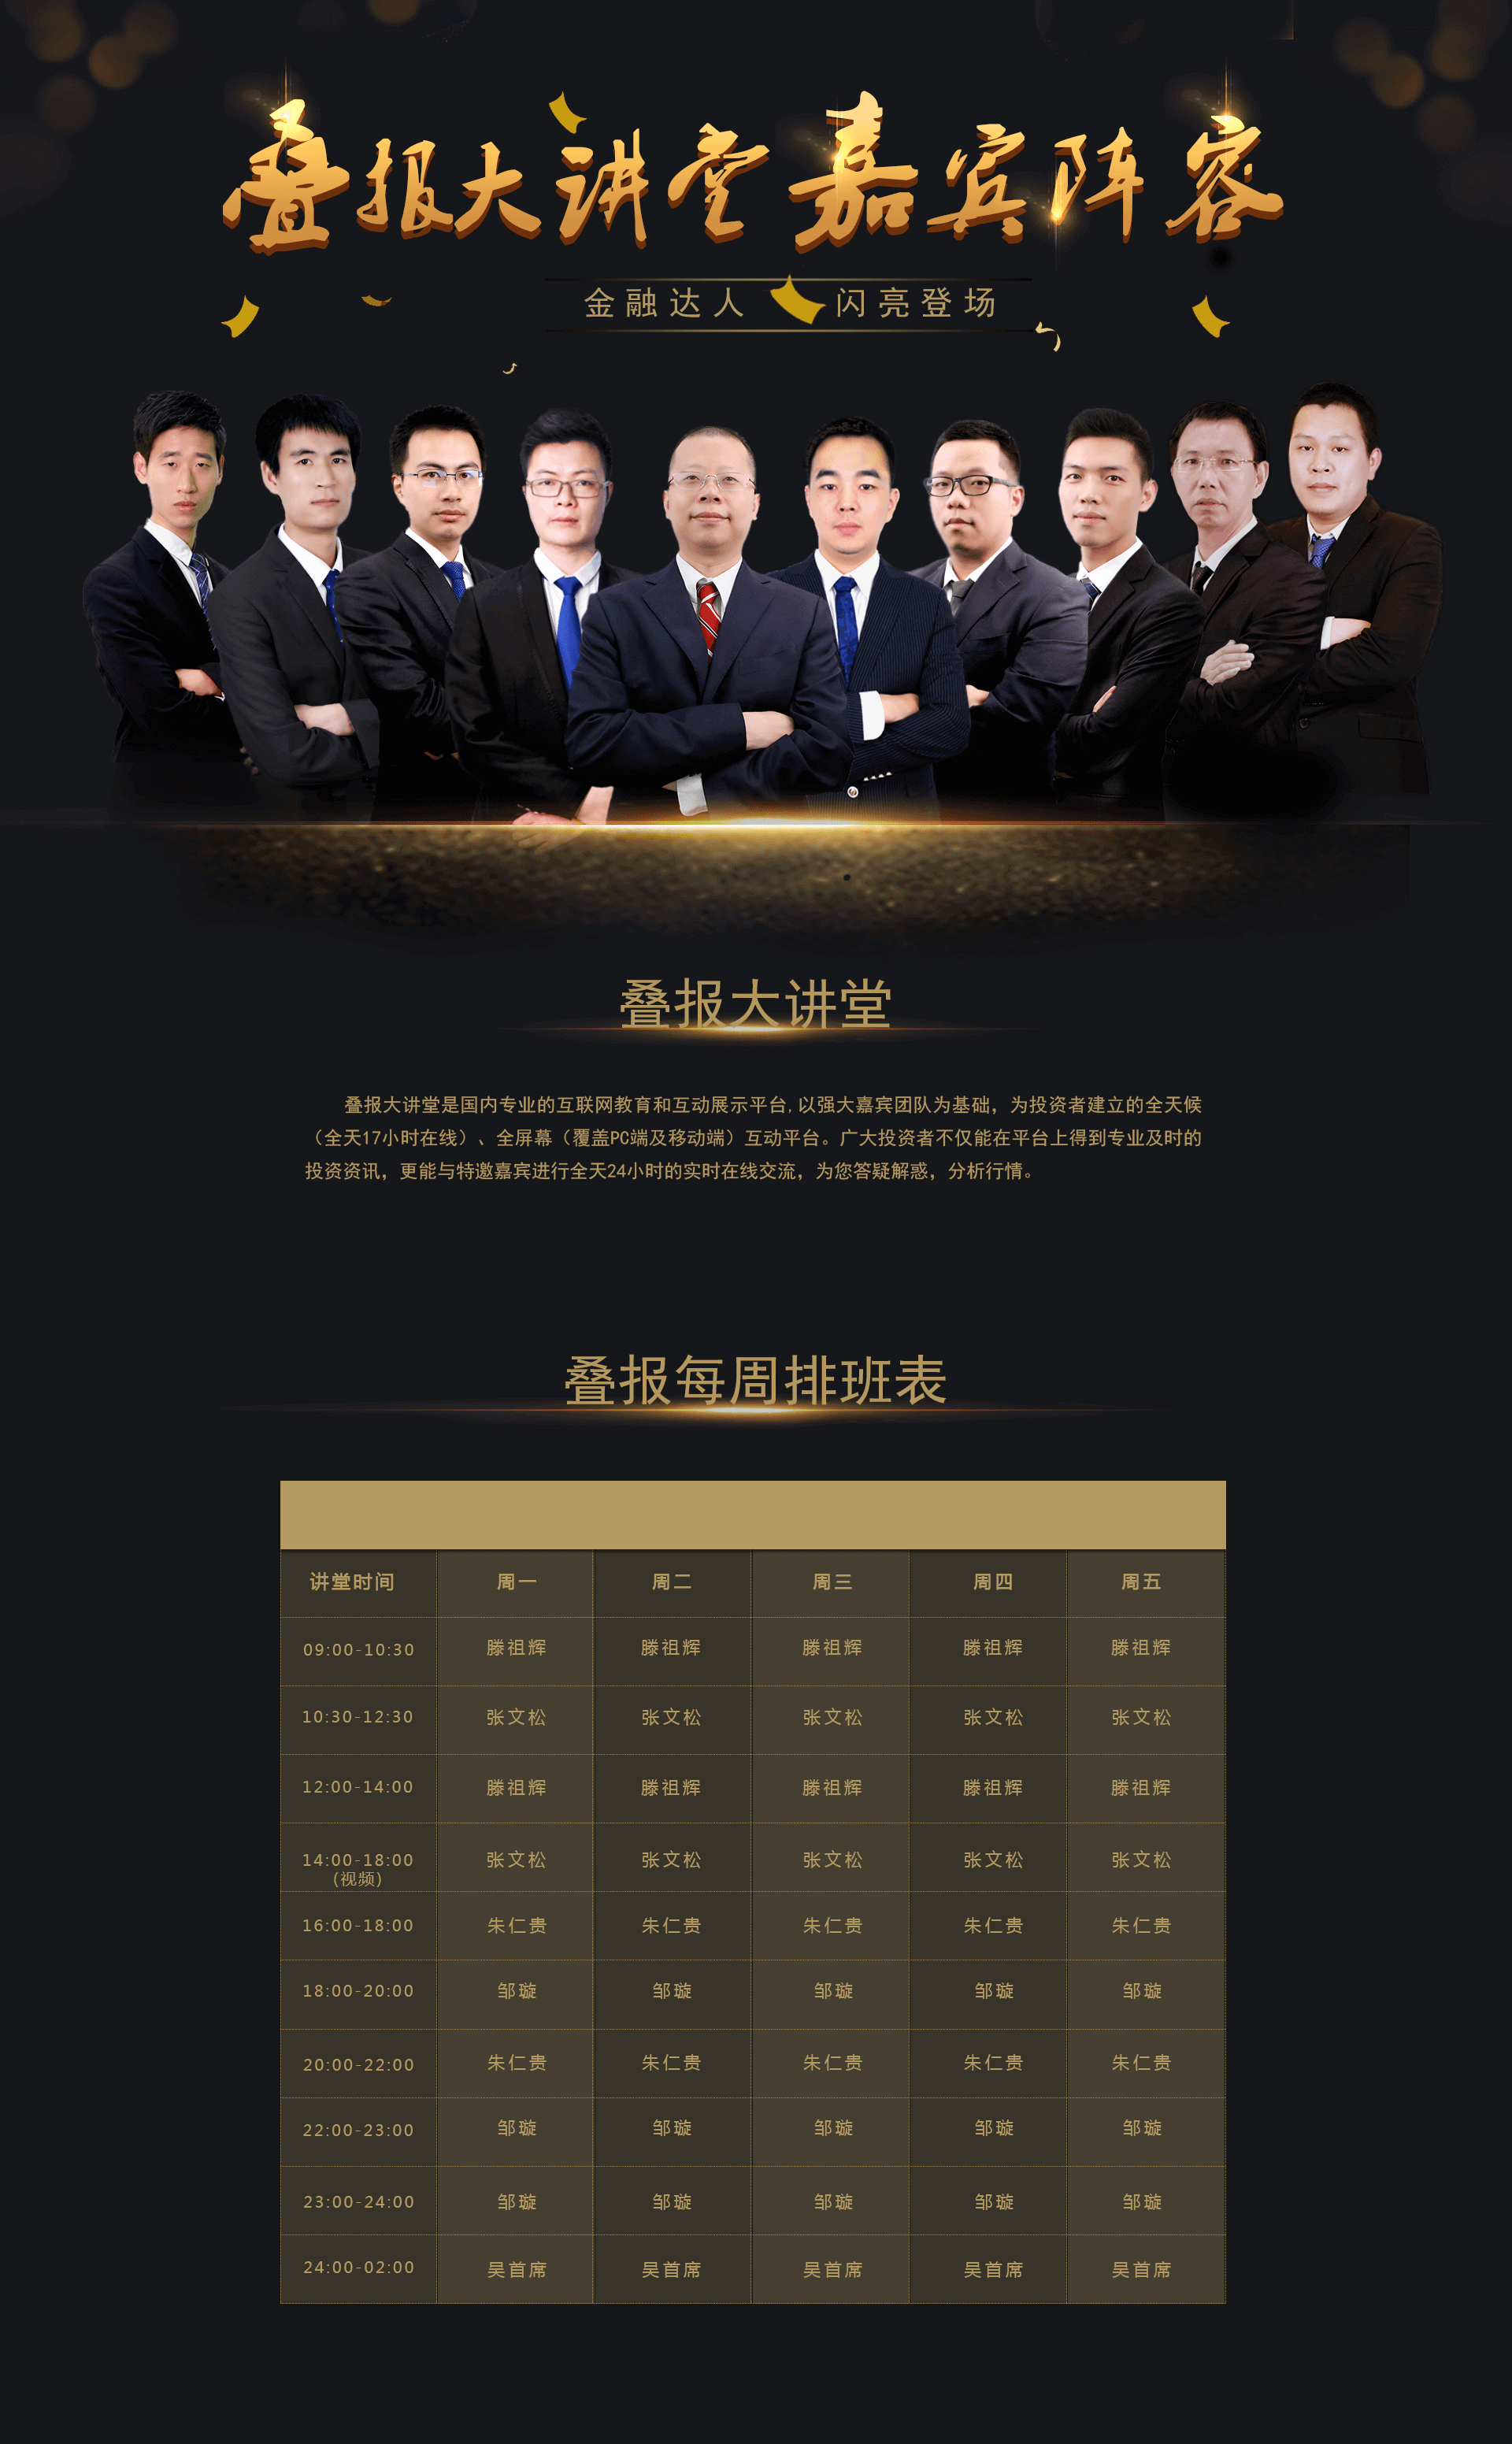 叠报大讲堂 嘉宾阵容
金融达人 闪亮登场
叠报大讲堂
叠报大讲堂是国内专业的互联网教育和互动展示平台,以强大嘉宾团队为基础，为投资者建立的全天候
（全天17小时在线）、全屏幕（覆盖PC端及移动端）互动平台。广大投资者不仅能在平台上得到专业及时的
投资资讯，更能与特邀嘉宾进行全天24小时的实时在线交流，为您答疑解惑，分析行情。
叠报每周排班表
讲堂时间 周一 周二 周三 周四 周五
09:00-10:30 滕祖辉 滕祖辉 滕祖辉 滕祖辉 滕祖辉
10:30-12:30 张文松 张文松 张文松 张文松 张文松
12:00-14:00 滕祖辉 滕祖辉 滕祖辉 滕祖辉 滕祖辉
14:00-18:00 张文松 张文松 张文松 张文松 张文松
(视频)
16:00-18:00 朱仁贵 朱仁贵 朱仁贵 朱仁贵 朱仁贵
18:00-20:00 邹璇 邹璇 邹璇 邹璇 邹璇
20:00-22:00 朱仁贵 朱仁贵 朱仁贵 朱仁贵 朱仁贵
22:00-23:00 邹璇 邹璇 邹璇 邹璇 邹璇
23:00-24:00 邹璇 邹璇 邹璇 邹璇 邹璇
24:00-02:00 吴首席 吴首席 吴首席 吴首席 吴首席